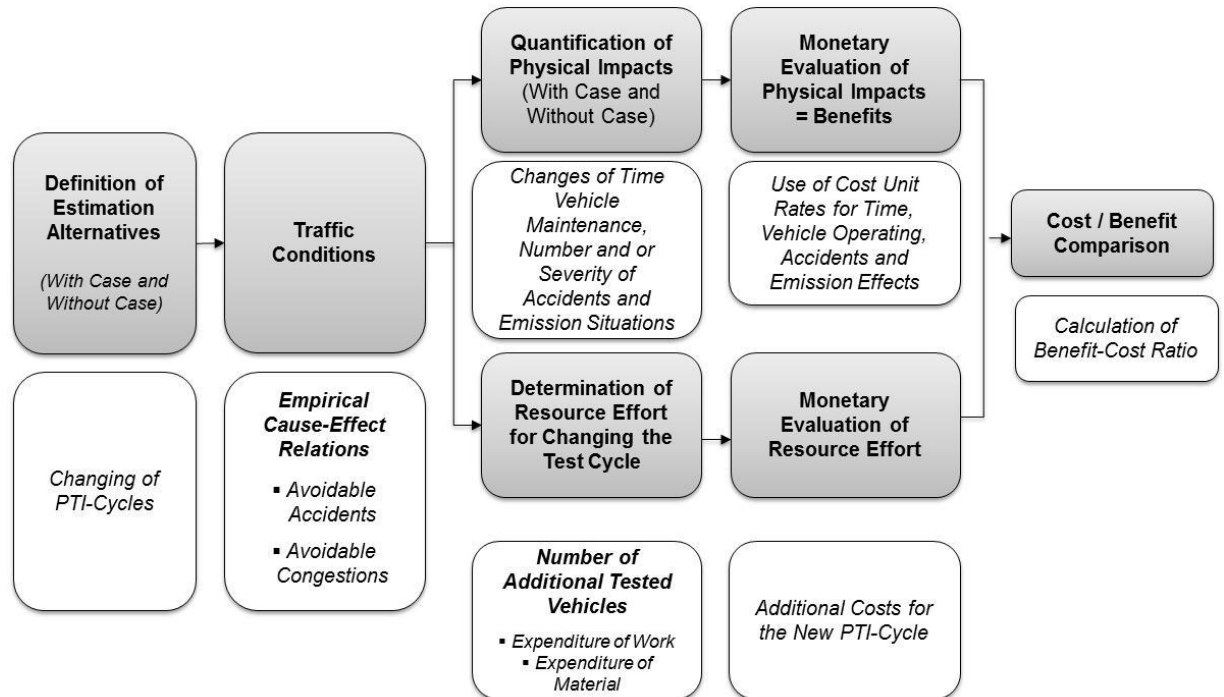 Definition of
Estimation
Alternatives
(With Case and
Without Case)
Changing of
PTI-Cycles
Traffic
Conditions
Empirical
Cause-Effect
Relations
▪ Avoidable
Accidents
▪ Avoidable
Congestions
Quantification of
Physical Impacts
(With Case and
Without Case)
Changes of Time
Vehicle
Maintenance,
Number and or
Severity of
Accidents and
Emission Situations
Monetary
Evaluation of
Physical Impacts
= Benefits
Use of Cost Unit
Rates for Time,
Vehicle Operating,
Accidents and
Emission Effects
Determination of
Resource Effort
for Changing the
Test Cycle
Number of
Additional Tested
Vehicles
▪ Expenditure of Work
▪ Expenditure of
Material
Monetary
Evaluation of
Resource Effort
Additional Costs for
the New PTI-Cycle
Cost / Benefit
Comparison
Calculation of
Benefit-Cost Ratio